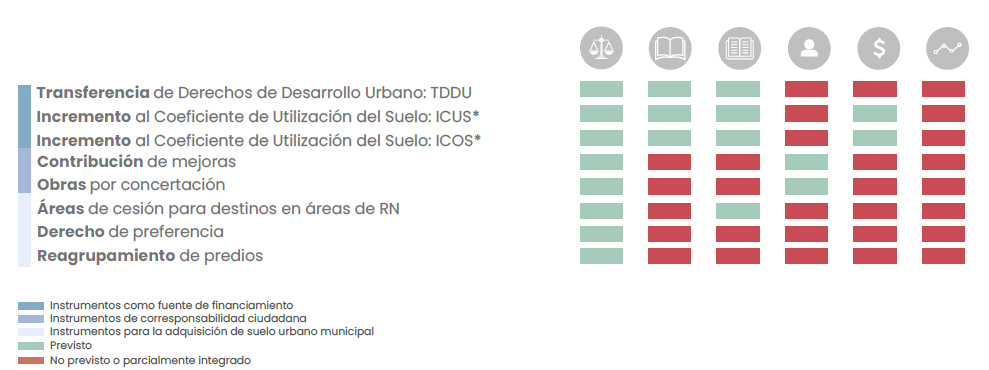 $
Transferencia de Derechos de Desarrollo Urbano: TDDU
Incremento al Coeficiente de Utilización del Suelo: ICUS*
Incremento al Coeficiente de Utilización del Suelo: ICOS*
Contribución de mejoras
Obras por concertación
Áreas de cesión para destinos en áreas de RN
Derecho de preferencia
Reagrupamiento de predios
Instrumentos como fuente de financiamiento
Instrumentos de corresponsabilidad ciudadana
Instrumentos para la adquisición de suelo urbano municipal
Previsto
No previsto o parcialmente integrado